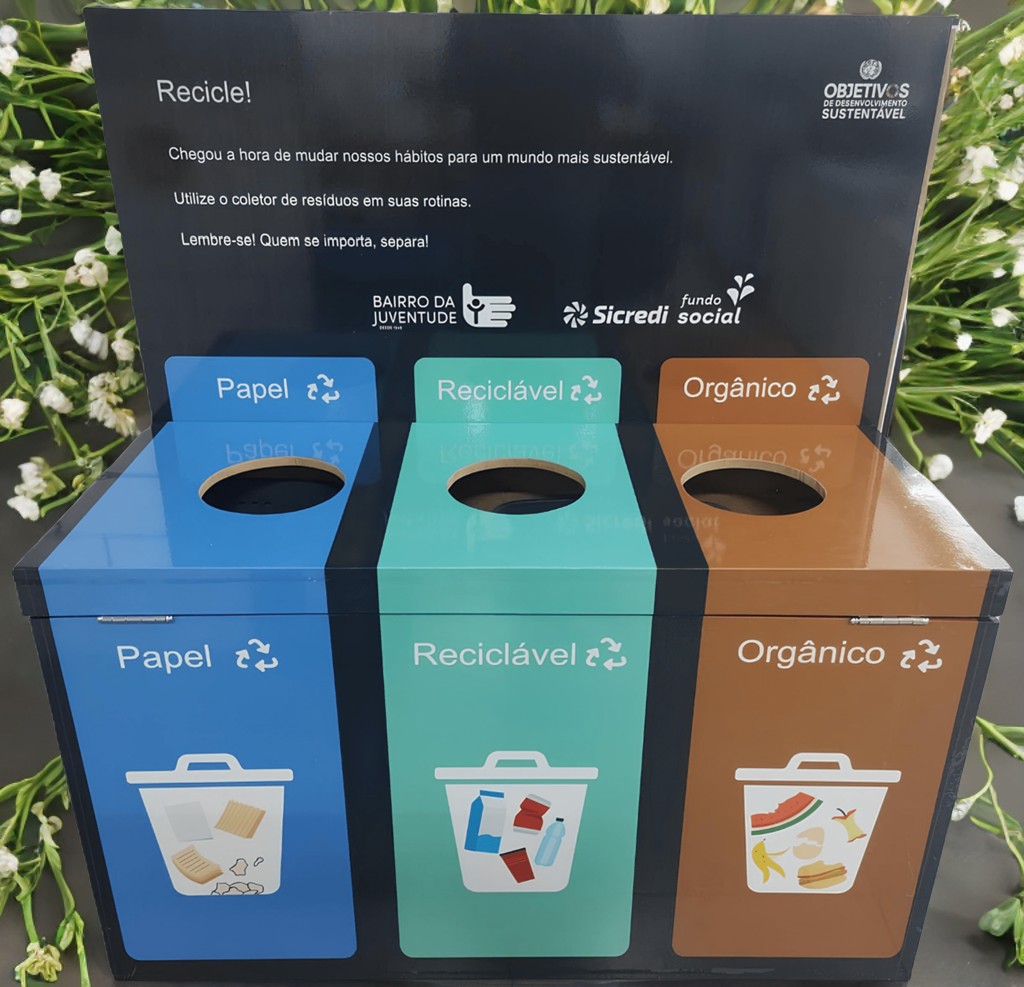 Recicle!
OBJETIVOS
DE DESENVOLVIMENTO
SUSTENTÁVEL
Chegou a hora de mudar nossos hábitos para um mundo mais sustentável.
Utilize o coletor de resíduos em suas rotinas.
Lembre-se! Quem se importa, separa!
BAIRRO DA
JUVENTUDE
Sicredi
fundo
social
Papel
Reciclável
Orgânico
Papel
Reciclável
Orgânico